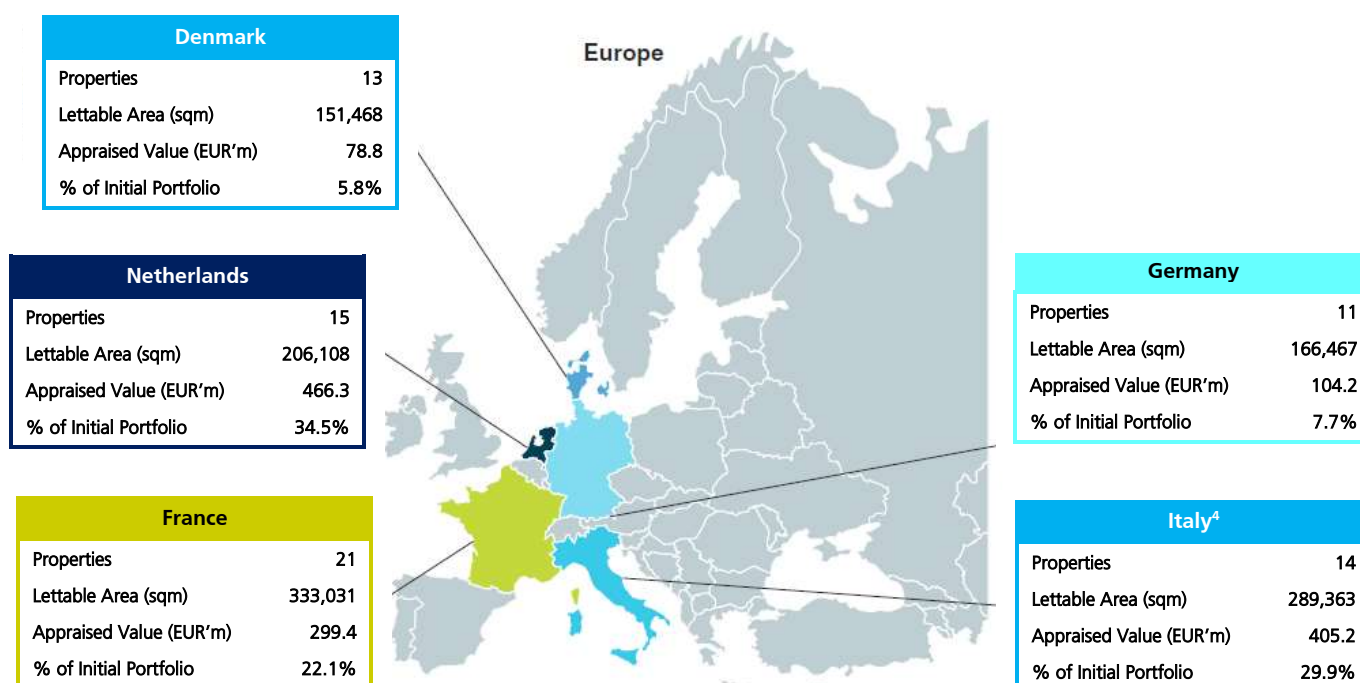 Denmark
Properties 13
Lettable Area (sqm) 151,468
Appraised Value (EUR'm) 78.8
% of Initial Portfolio 5.8%
Europe
Netherlands
Properties 15
Lettable Area (sqm) 206,108
Appraised Value (EUR'm) 466.3
% of Initial Portfolio 34.5%
Germany
Properties 11
Lettable Area (sqm) 166,467
Appraised Value (EUR'm) 104.2
% of Initial Portfolio 7.7%
France
Properties 21
Lettable Area (sqm) 333,031
Appraised Value (EUR'm) 299.4
% of Initial Portfolio 22.1%
Italy⁴
Properties 14
Lettable Area (sqm) 289,363
Appraised Value (EUR'm) 405.2
% of Initial Portfolio 29.9%